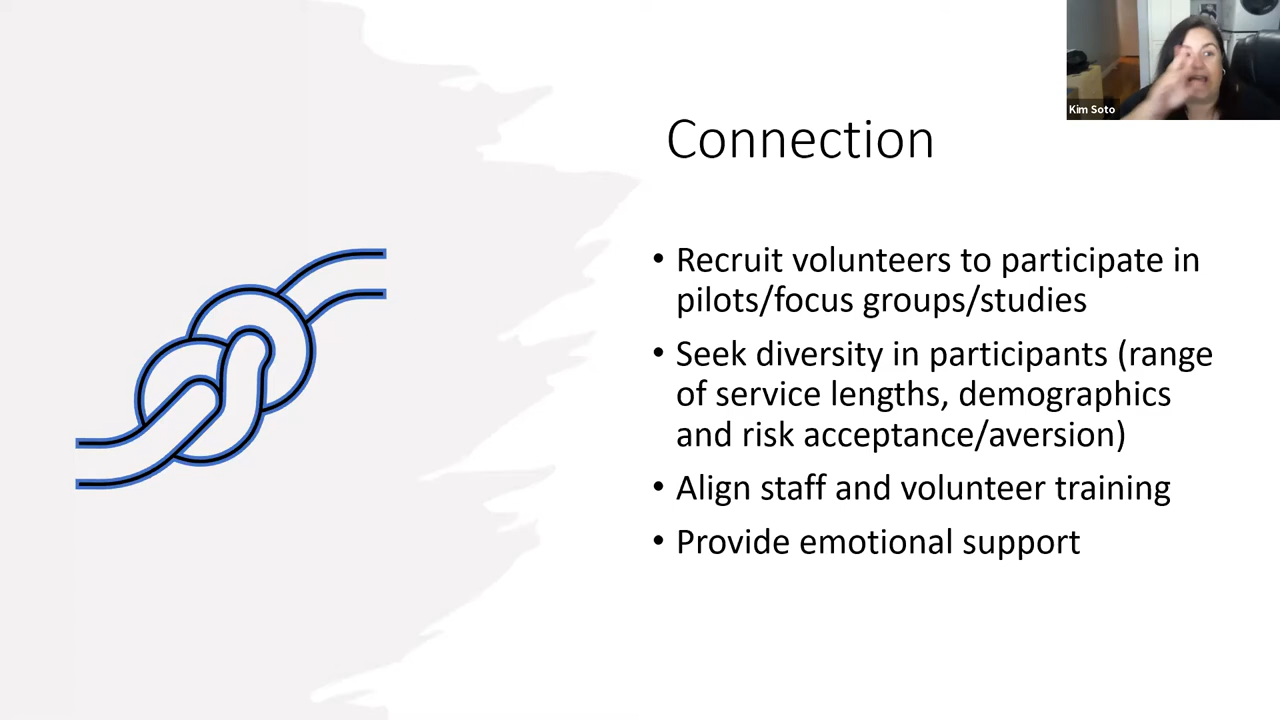 Kim Soto
Connection
• Recruit volunteers to participate in
pilots/focus groups/studies
• Seek diversity in participants (range
of service lengths, demographics
and risk acceptance/aversion)
• Align staff and volunteer training
• Provide emotional support